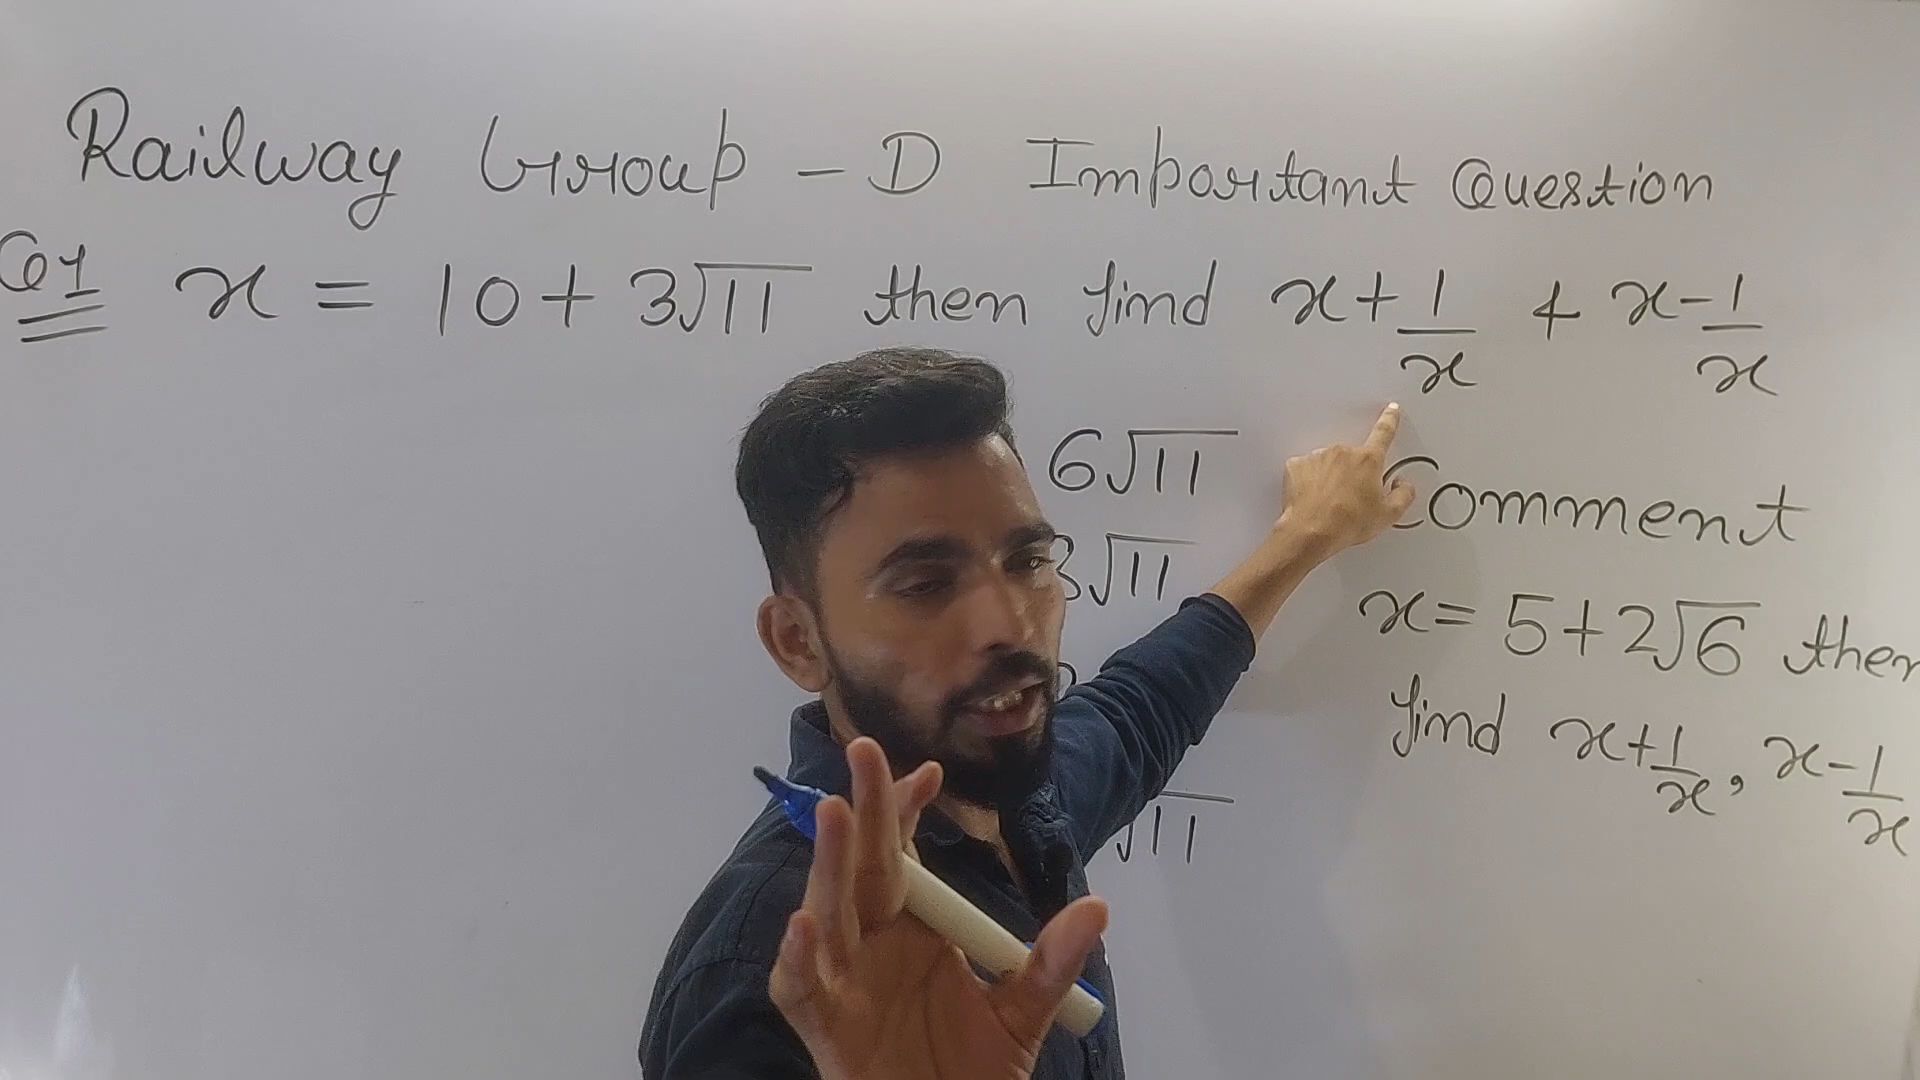 Railway Group - D Important Question
Q1 x = 10 + 3√11 then find x + 1/x + x - 1/x
6√11
3√11
√11
Comment
x = 5 + 2√6 then
find x + 1/x, x - 1/x